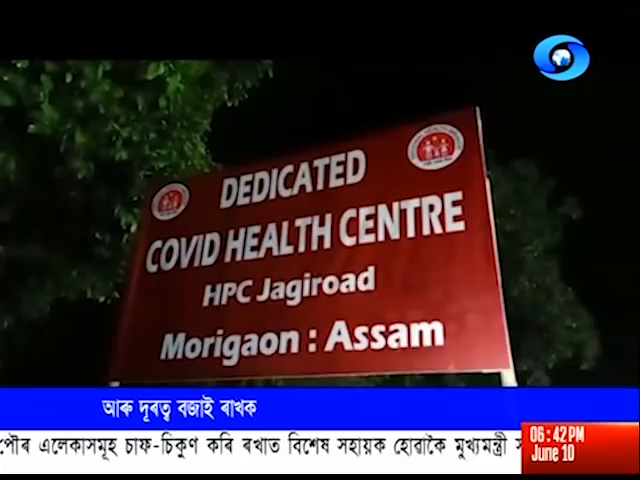 DEDICATED
COVID HEALTH CENTRE
HPC Jagiroad
Morigaon : Assam
আৰু দূৰত্ব বজাই ৰাখক
পৌৰ এলেকাসমূহ চাফ-চিকুণ কৰি ৰখাত বিশেষ সহায়ক হোৱাকৈ মুখ্যমন্ত্ৰী
06:42 PM
June 10